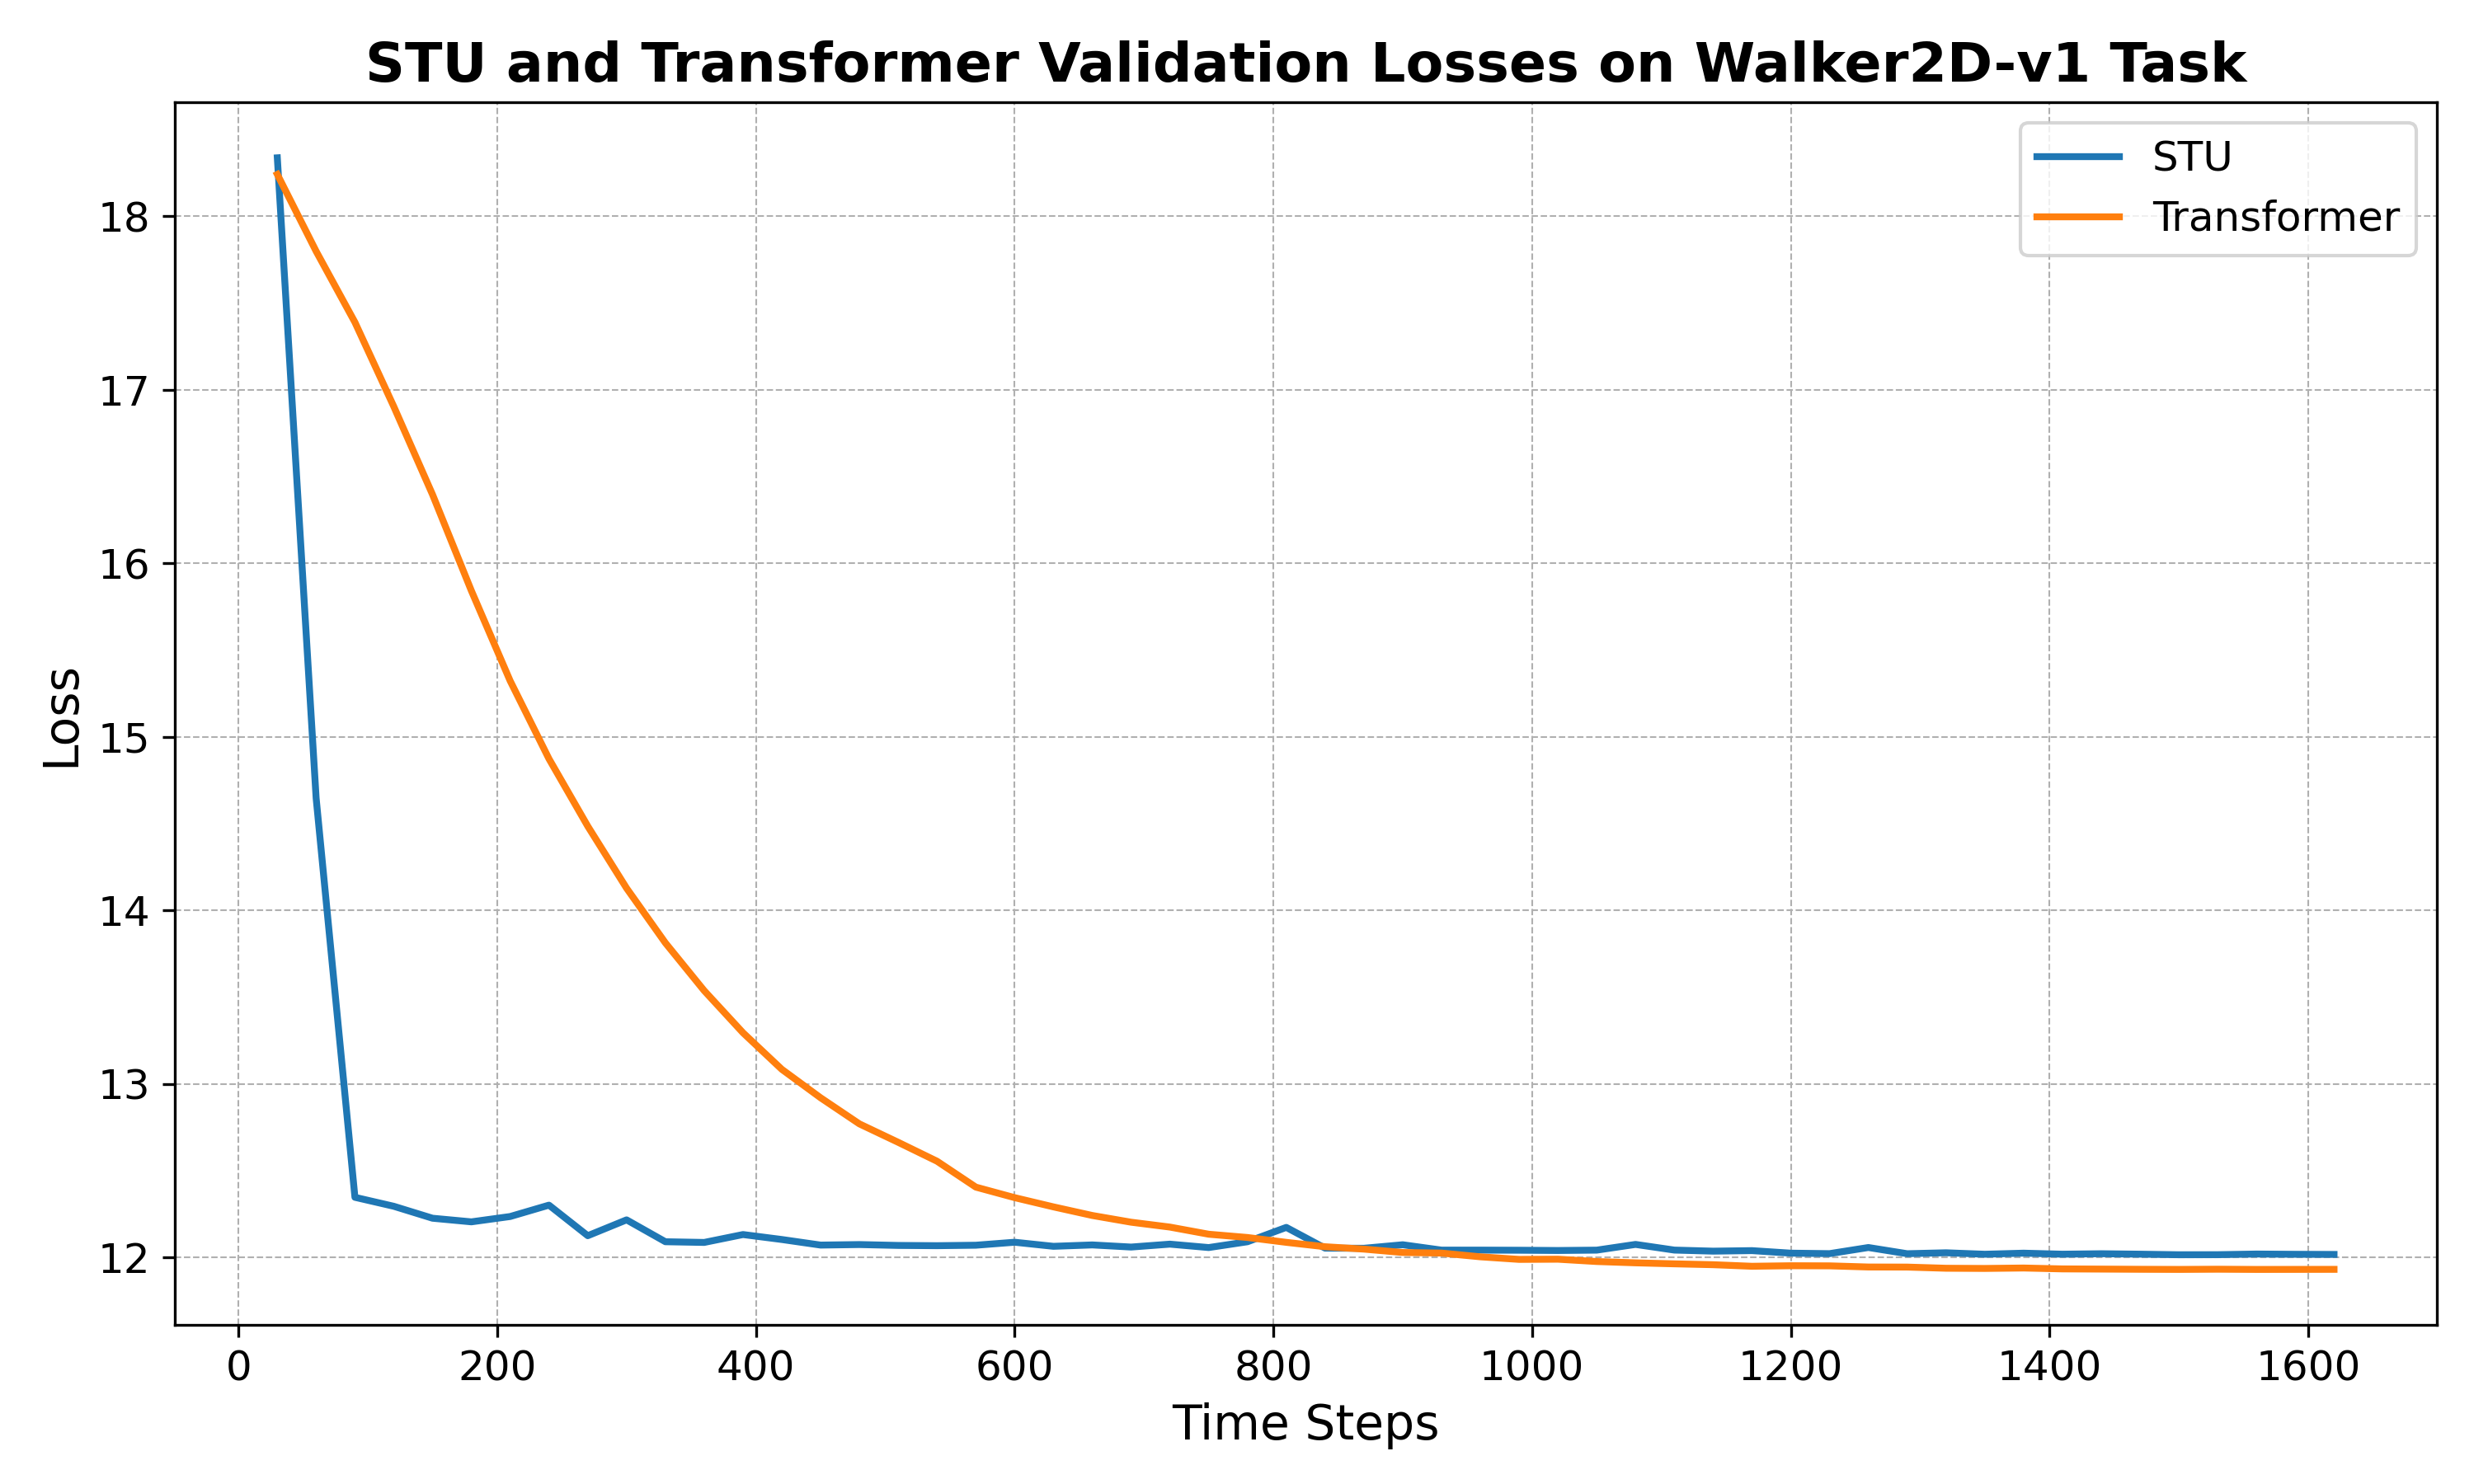 STU and Transformer Validation Losses on Walker2D-v1 Task
STU
Transformer
18
17
16
15
14
13
12
Loss
0 200 400 600 800 1000 1200 1400 1600
Time Steps